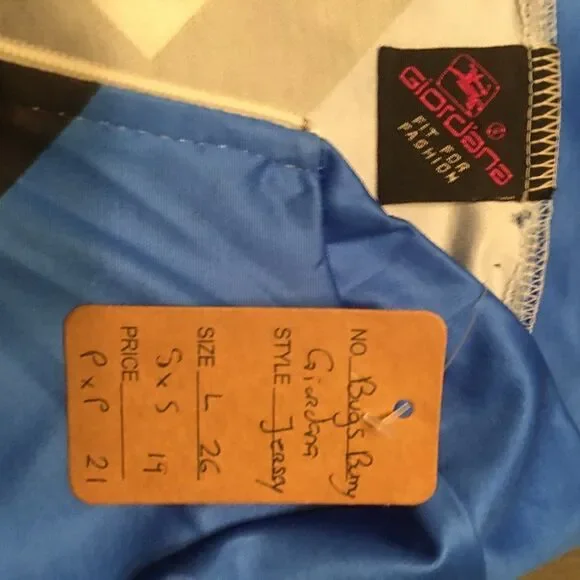 GIORDANA ®
FIT FOR
FASHION
NO Bugs Bunny
Giordana
STYLE Jersey
SIZE L 26
S x S 19
PRICE
P x P 21